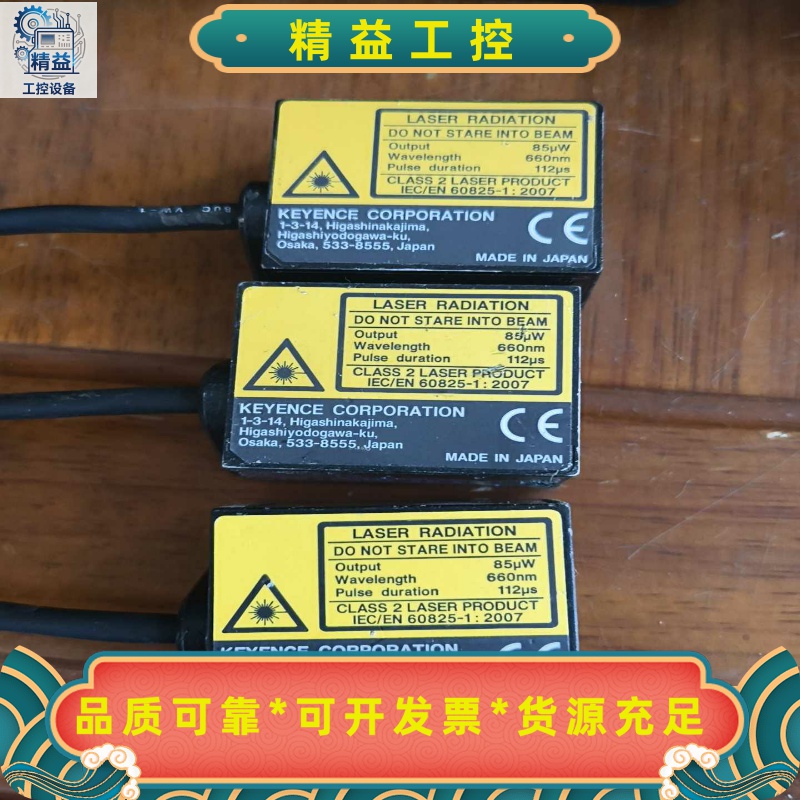 精益工控
精益
工控设备
LASER RADIATION
DO NOT STARE INTO BEAM
Output 85μW
Wavelength 660nm
Pulse duration 112μs
CLASS 2 LASER PRODUCT
IEC/EN 60825-1:2007
KEYENCE CORPORATION
1-3-14, Higashinakajima,
Higashiyodogawa-ku,
Osaka, 533-8555, Japan
CE
MADE IN JAPAN
LASER RADIATION
DO NOT STARE INTO BEAM
Output 85μW
Wavelength 660nm
Pulse duration 112μs
CLASS 2 LASER PRODUCT
IEC/EN 60825-1:2007
KEYENCE CORPORATION
1-3-14, Higashinakajima,
Higashiyodogawa-ku,
Osaka, 533-8555, Japan
CE
MADE IN JAPAN
LASER RADIATION
DO NOT STARE INTO BEAM
Output 85μW
Wavelength 660nm
Pulse duration 112μs
CLASS 2 LASER PRODUCT
IEC/EN 60825-1:2007
KEYENCE CORPORATION
CE
品质可靠*可开发票*货源充足